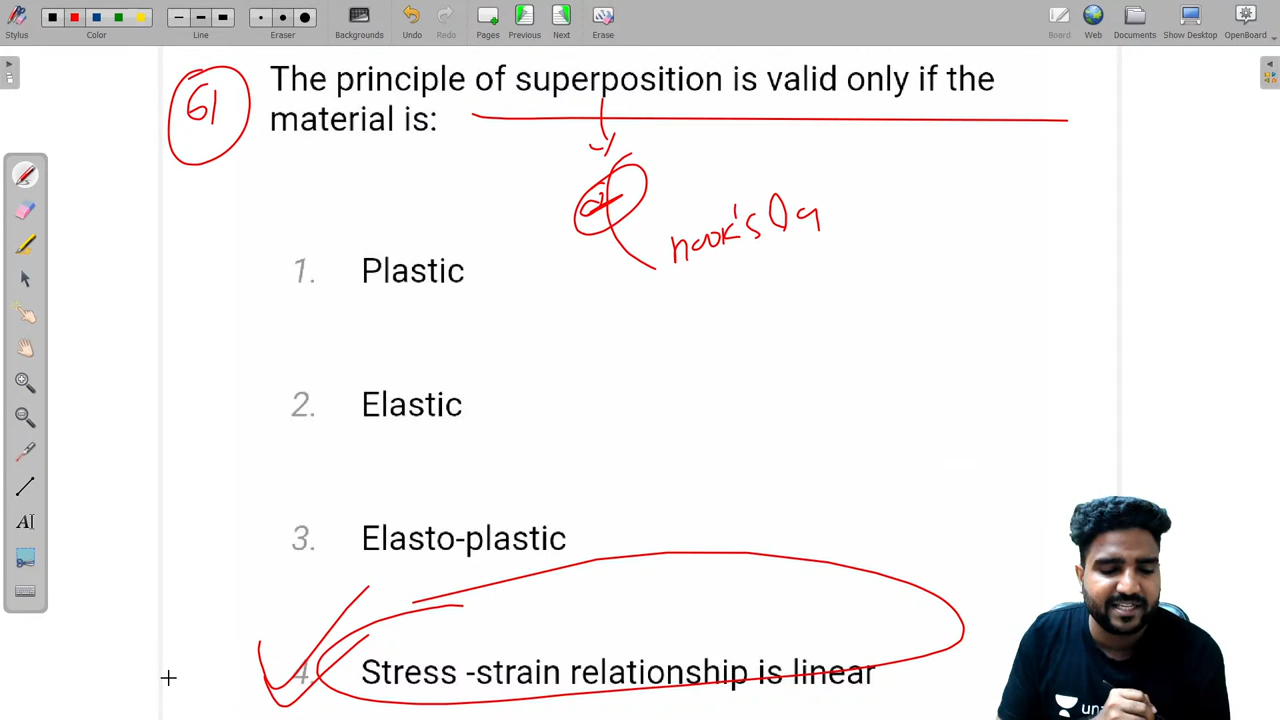 Stylus
Color
Line
Eraser
Backgrounds
Undo
Redo
Pages
Previous
Next
Erase
Board
Web
Documents
Show Desktop
OpenBoard
61
The principle of superposition is valid only if the
material is:
1. Plastic
2. Elastic
3. Elasto-plastic
4. Stress -strain relationship is linear
AI
una